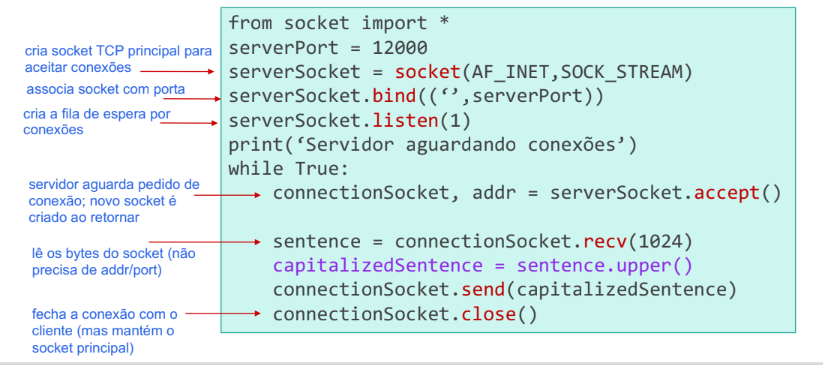 from socket import *
serverPort = 12000
cria socket TCP principal para
aceitar conexões
serverSocket = socket(AF_INET,SOCK_STREAM)
associa socket com porta
serverSocket.bind((‘’,serverPort))
cria a fila de espera por
conexões
serverSocket.listen(1)
print(‘Servidor aguardando conexões’)
while True:
servidor aguarda pedido de
conexão; novo socket é
criado ao retornar
connectionSocket, addr = serverSocket.accept()
lê os bytes do socket (não
precisa de addr/port)
sentence = connectionSocket.recv(1024)
capitalizedSentence = sentence.upper()
connectionSocket.send(capitalizedSentence)
fecha a conexão com o
cliente (mas mantém o
socket principal)
connectionSocket.close()